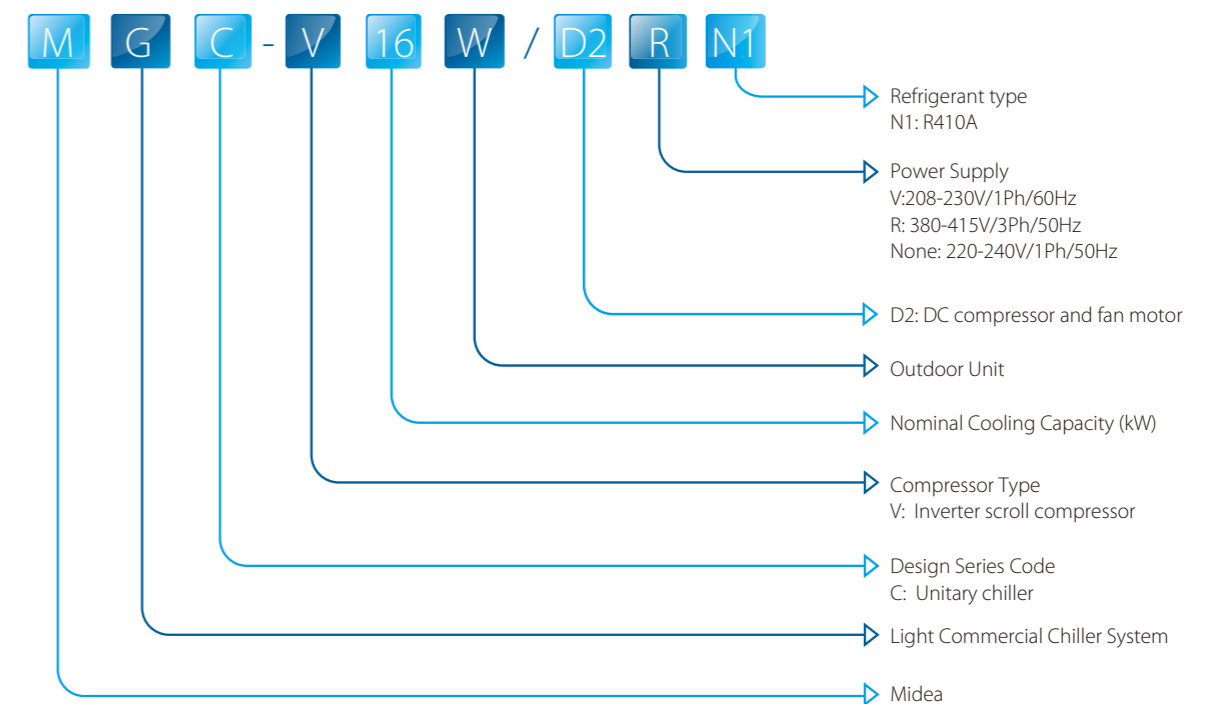 M G C - V 16 W / D2 R N1
Refrigerant type
N1: R410A
Power Supply
V:208-230V/1Ph/60Hz
R: 380-415V/3Ph/50Hz
None: 220-240V/1Ph/50Hz
D2: DC compressor and fan motor
Outdoor Unit
Nominal Cooling Capacity (kW)
Compressor Type
V: Inverter scroll compressor
Design Series Code
C: Unitary chiller
Light Commercial Chiller System
Midea